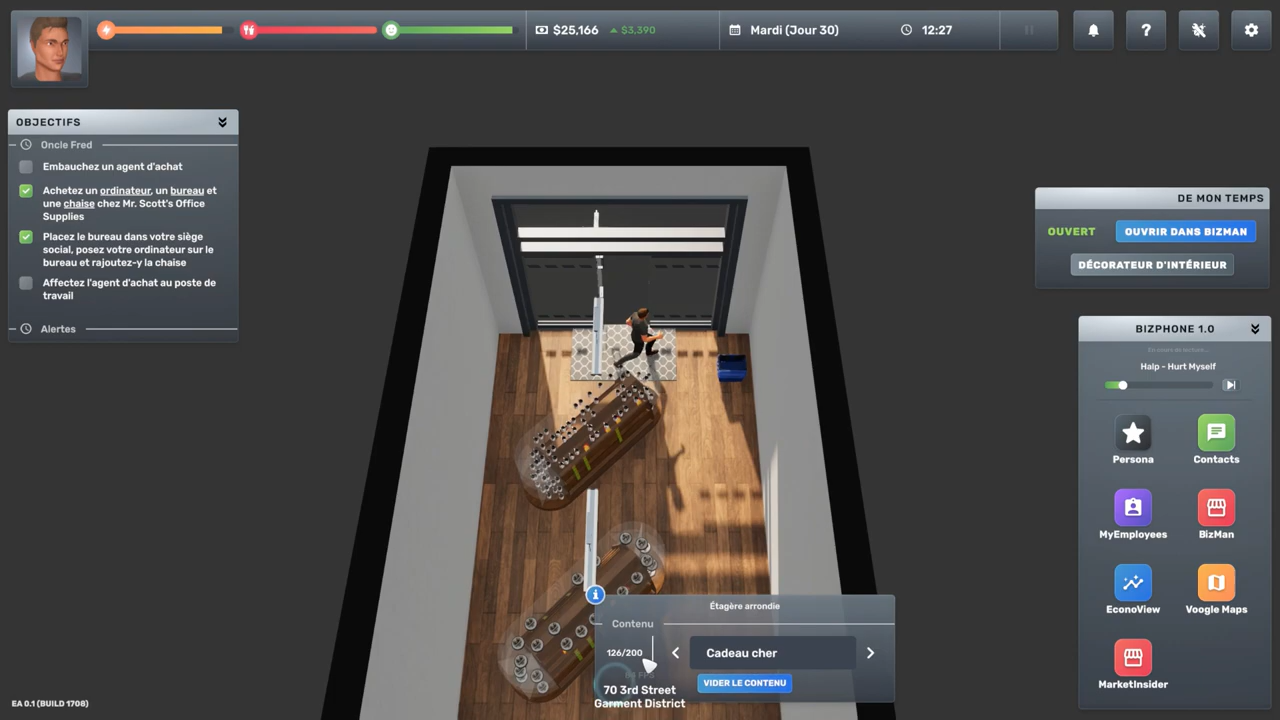 $25,166 ▲ $3,390
Mardi (Jour 30)
12:27
OBJECTIFS
Oncle Fred
Embauchez un agent d'achat
Achetez un ordinateur, un bureau et
une chaise chez Mr. Scott's Office
Supplies
Placez le bureau dans votre siège
social, posez votre ordinateur sur le
bureau et rajoutez-y la chaise
Affectez l'agent d'achat au poste de
travail
Alertes
DE MON TEMPS
OUVERT
OUVRIR DANS BIZMAN
DÉCORATEUR D'INTÉRIEUR
BIZPHONE 1.0
En cours de lecture...
Halp - Hurt Myself
Persona
Contacts
MyEmployees
BizMan
EconoView
Voogle Maps
MarketInsider
Étagère arrondie
Contenu
126/200
Cadeau cher
VIDER LE CONTENU
70 3rd Street
Garment District
EA 0.1 (BUILD 1708)